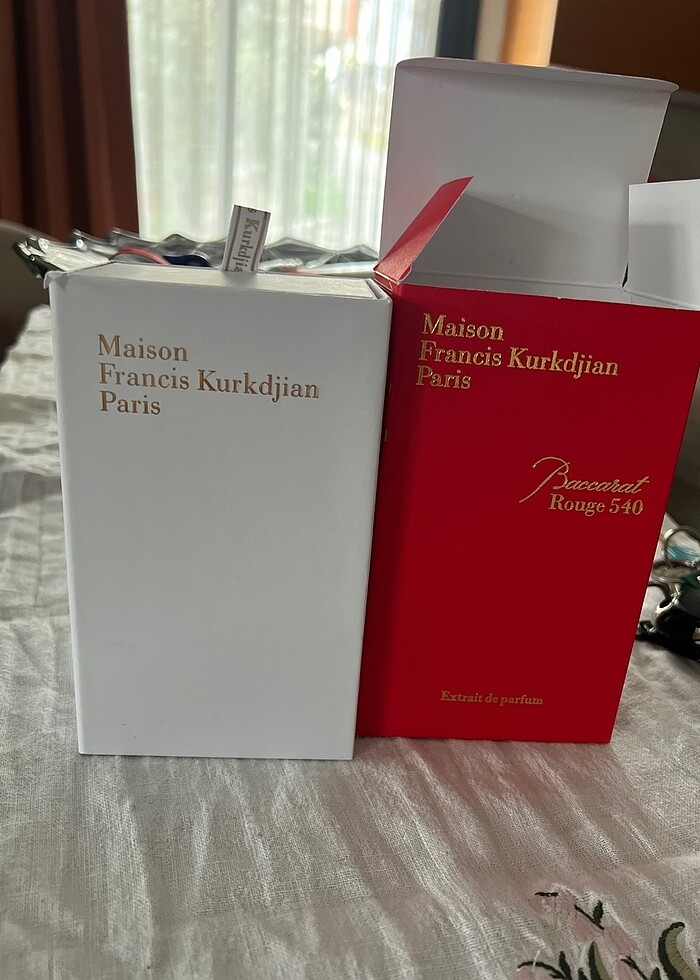 Kurkdjia
Maison
Francis Kurkdjian
Paris
Maison
Francis Kurkdjian
Paris
Baccarat
Rouge 540
Extrait de parfum